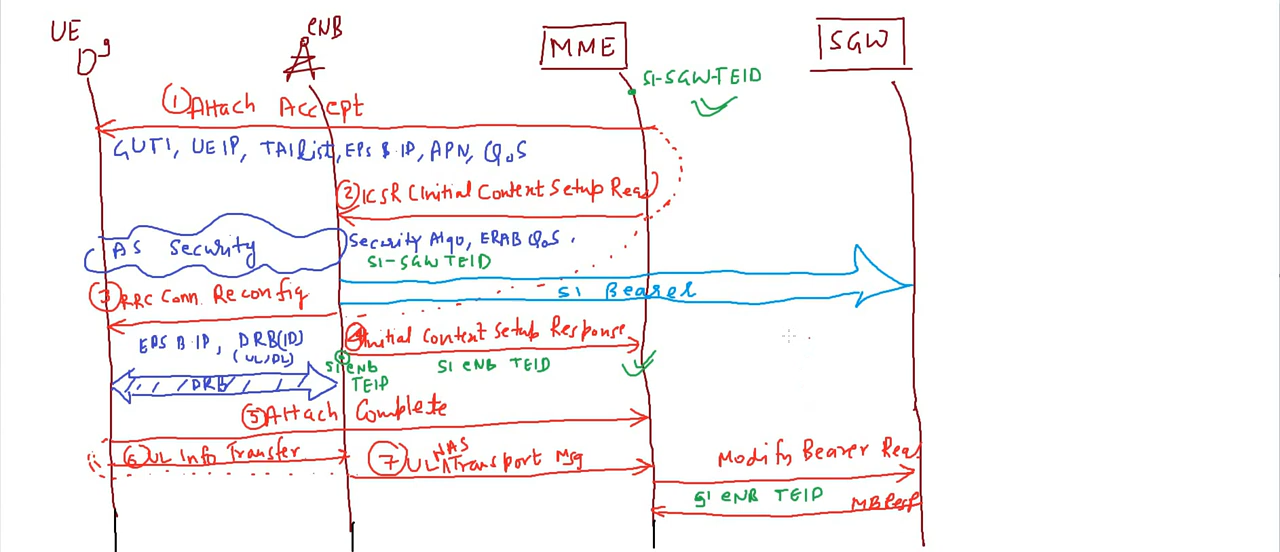 UE
eNB
MME
SGW
S1-SGW-TEID
① Attach Accept
GUTI, UE IP, TAI list, EPS B·IP, APN, QoS
② ICSR (Initial Context Setup Req)
AS Security
Security Algo, ERAB QoS.
S1-SGW TEID
S1 Bearer
③ RRC Conn. Reconfig
④ Initial Context Setup Response
EPS B IP, DRB(ID)
(UL/DL)
S1 eNB TEID
S1 eNB
TEID
DRB
⑤ Attach Complete
⑥ UL Info Transfer
⑦ UL NAS Transport Msg
Modify Bearer Req
S1 eNB TEID
MB Resp